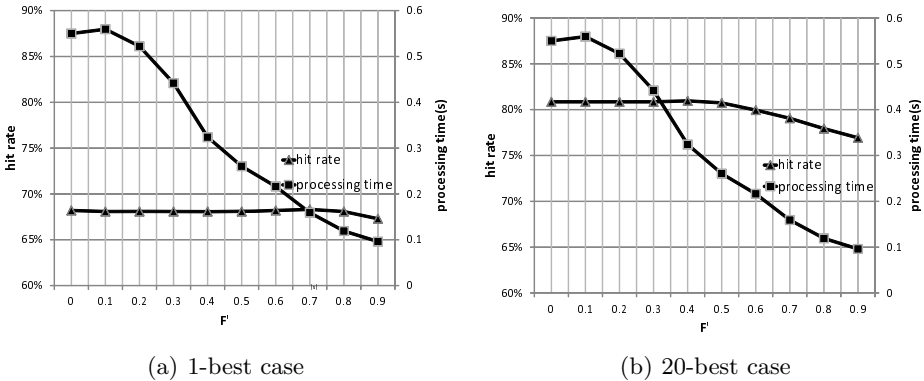 90%
85%
80%
75%
70%
65%
60%
hit rate
0.6
0.5
0.4
0.3
0.2
0.1
0
processing time(s)
hit rate
processing time
0 0.1 0.2 0.3 0.4 0.5 0.6 0.7 0.8 0.9
F'
(a) 1-best case
90%
85%
80%
75%
70%
65%
60%
hit rate
0.6
0.5
0.4
0.3
0.2
0.1
0
processing time(s)
hit rate
processing time
0 0.1 0.2 0.3 0.4 0.5 0.6 0.7 0.8 0.9
F'
(b) 20-best case